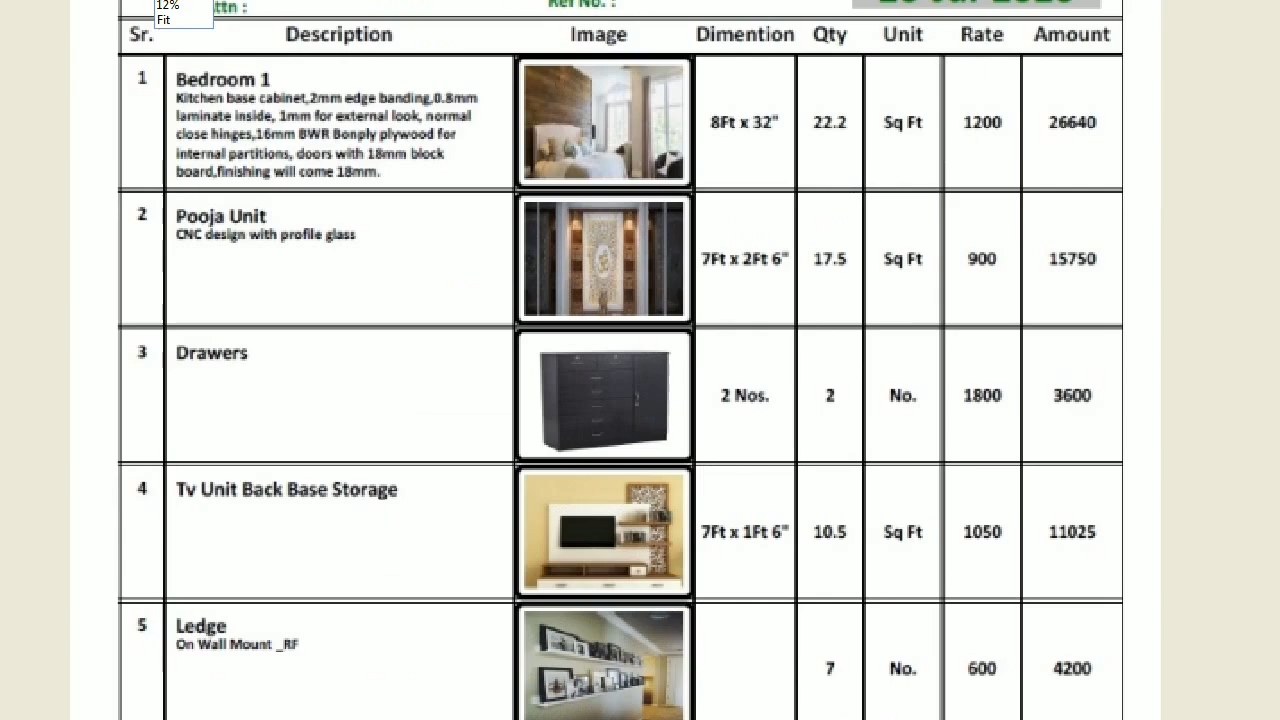 12%
Fit
ttn :
Ref No. :
Sr. Description Image Dimention Qty Unit Rate Amount
1 Bedroom 1
Kitchen base cabinet,2mm edge banding,0.8mm
laminate inside, 1mm for external look, normal
close hinges,16mm BWR Bonply plywood for
internal partitions, doors with 18mm block
board,finishing will come 18mm.
8Ft x 32" 22.2 Sq Ft 1200 26640
2 Pooja Unit
CNC design with profile glass
7Ft x 2Ft 6" 17.5 Sq Ft 900 15750
3 Drawers
2 Nos. 2 No. 1800 3600
4 Tv Unit Back Base Storage
7Ft x 1Ft 6" 10.5 Sq Ft 1050 11025
5 Ledge
On Wall Mount _RF
7 No. 600 4200